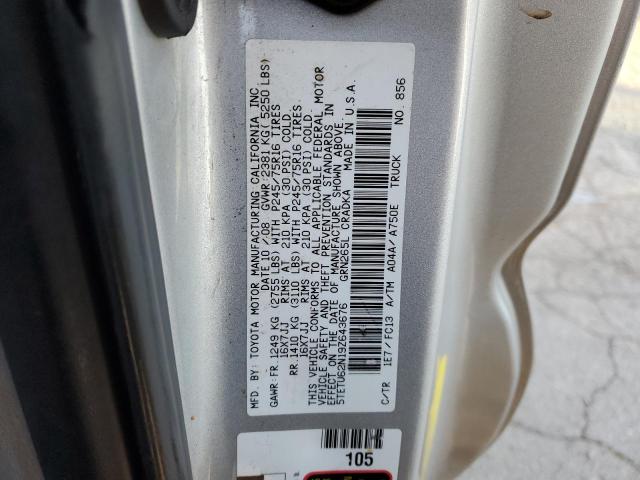 MFD. BY: TOYOTA MOTOR MANUFACTURING CALIFORNIA, INC.
DATE 10 / 08 GVWR: 2381 KG ( 5250 LBS)
GAWR: FR. 1249 KG (2755 LBS) WITH P245/75R16 TIRES.
16X7JJ RIMS AT 210 KPA (30 PSI) COLD.
RR. 1410 KG (3110 LBS) WITH P245/75R16 TIRES.
16X7JJ RIMS AT 210 KPA (30 PSI) COLD.
THIS VEHICLE CONFORMS TO ALL APPLICABLE FEDERAL MOTOR
VEHICLE SAFETY AND THEFT PREVENTION STANDARDS IN
EFFECT ON THE DATE OF MANUFACTURE SHOWN ABOVE.
5TETU62N19Z643676 GRN265L CRADKA MADE IN U.S.A.
C/TR 1E7 / FC13 A/TM A04A/ A750E TRUCK
NO. 856
105